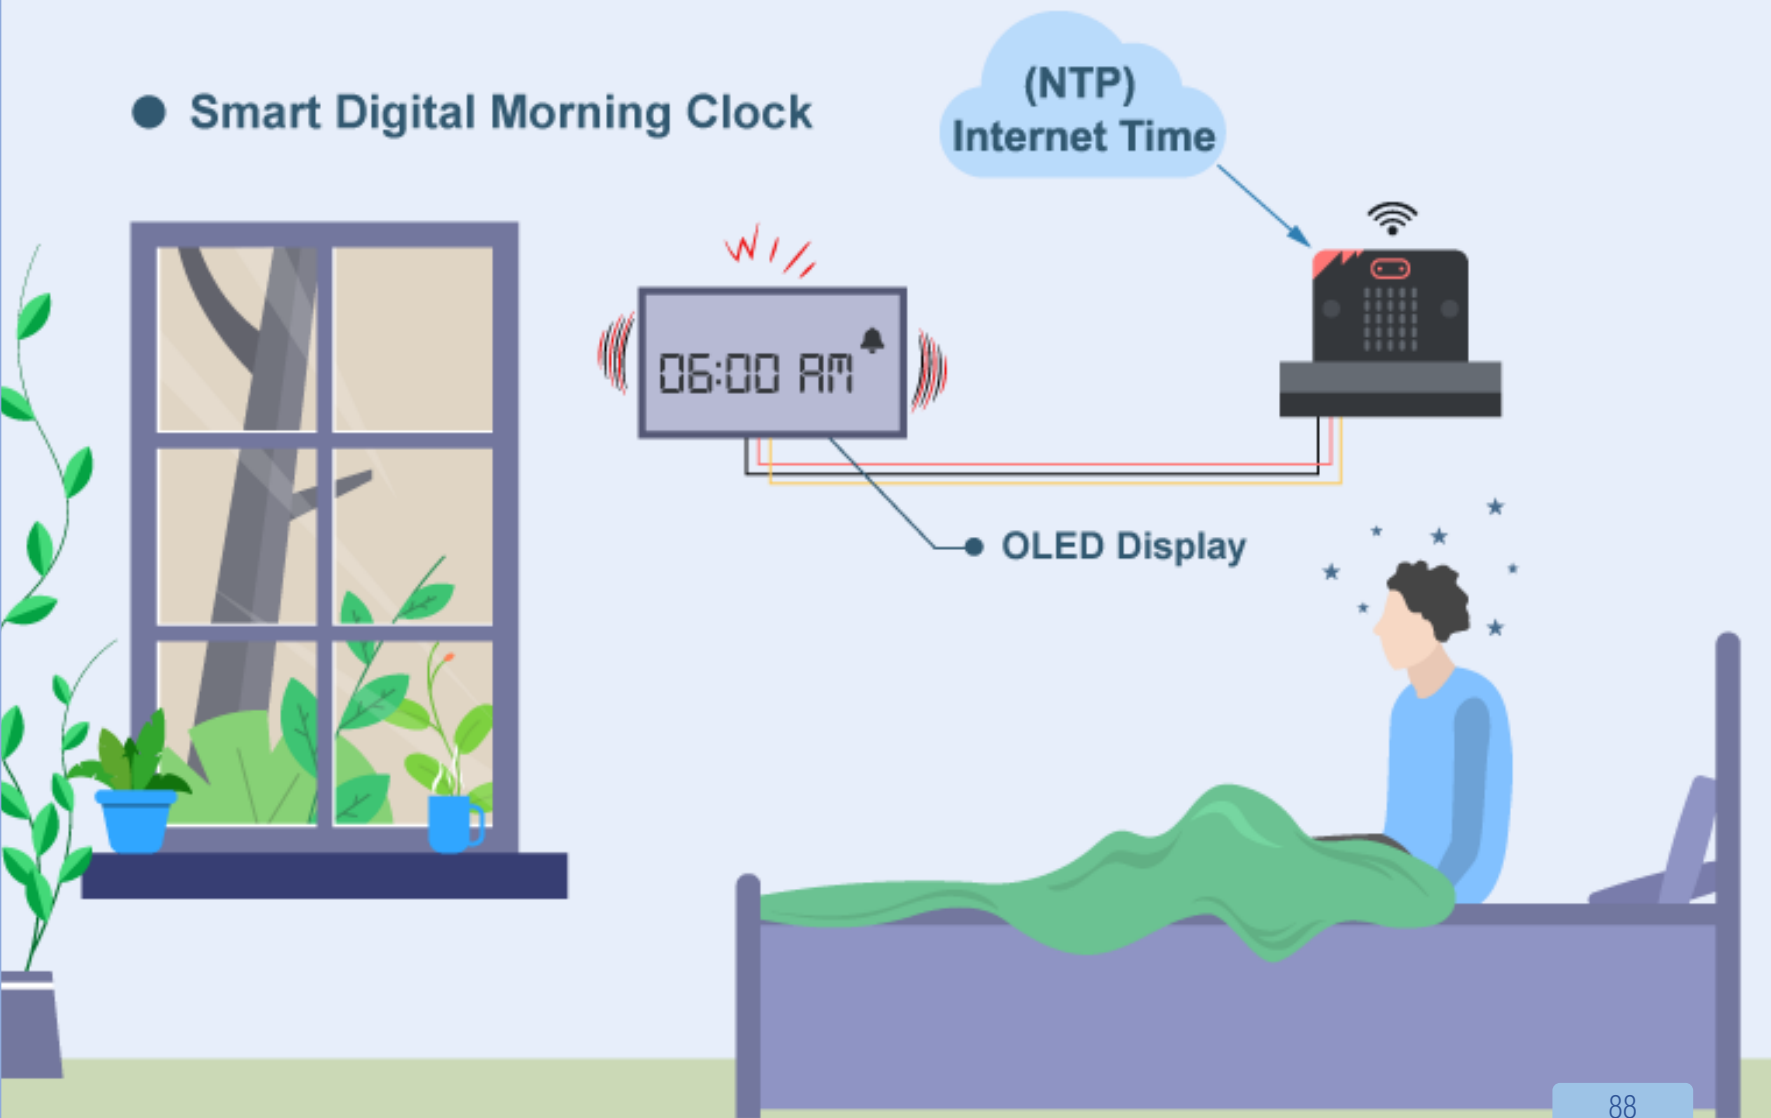 Smart Digital Morning Clock
(NTP)
Internet Time
06:00 AM
OLED Display
88